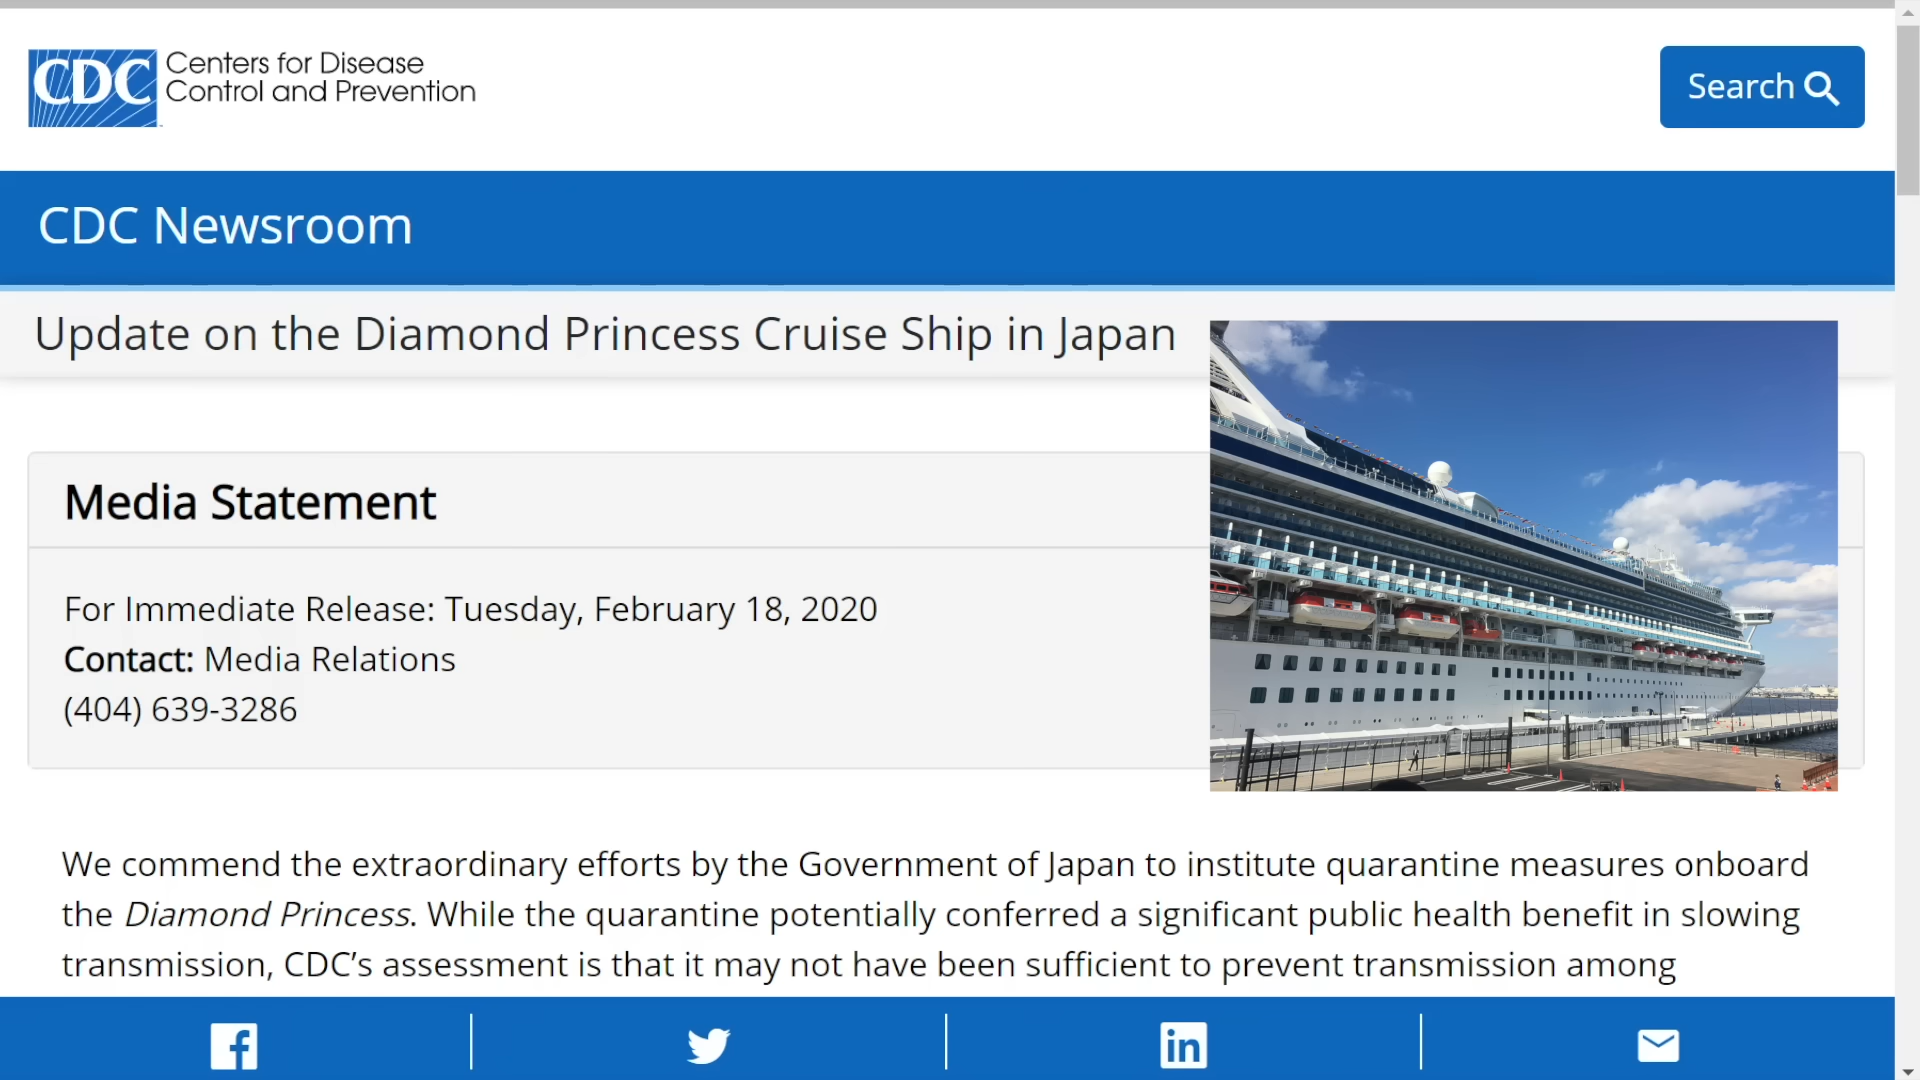 CDC
Centers for Disease
Control and Prevention
Search
CDC Newsroom
Update on the Diamond Princess Cruise Ship in Japan
Media Statement
For Immediate Release: Tuesday, February 18, 2020
Contact: Media Relations
(404) 639-3286
We commend the extraordinary efforts by the Government of Japan to institute quarantine measures onboard
the Diamond Princess. While the quarantine potentially conferred a significant public health benefit in slowing
transmission, CDC’s assessment is that it may not have been sufficient to prevent transmission among